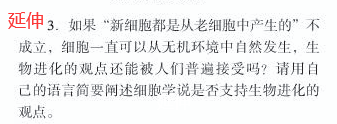 延伸 3. 如果“新细胞都是从老细胞中产生的”不
成立，细胞一直可以从无机环境中自然发生，生
物进化的观点还能被人们普遍接受吗？请用自
己的语言简要阐述细胞学说是否支持生物进化的
观点。